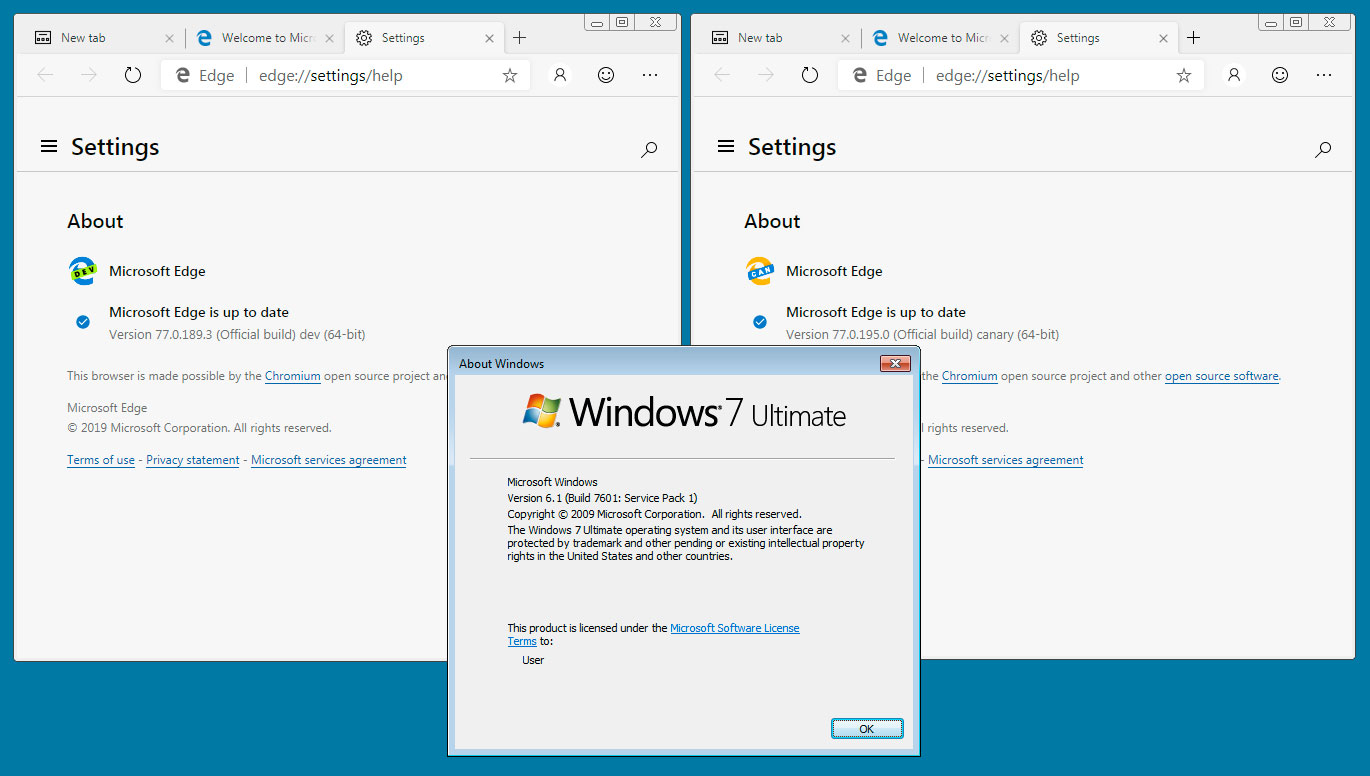 New tab
Welcome to Micr
Settings
Edge
edge://settings/help
Settings
About
DEV
Microsoft Edge
Microsoft Edge is up to date
Version 77.0.189.3 (Official build) dev (64-bit)
This browser is made possible by the Chromium open source project an
Microsoft Edge
© 2019 Microsoft Corporation. All rights reserved.
Terms of use - Privacy statement - Microsoft services agreement
New tab
Welcome to Micr
Settings
Edge
edge://settings/help
Settings
About
CAN
Microsoft Edge
Microsoft Edge is up to date
Version 77.0.195.0 (Official build) canary (64-bit)
the Chromium open source project and other open source software.
l rights reserved.
- Microsoft services agreement
About Windows
Windows® 7 Ultimate
Microsoft Windows
Version 6.1 (Build 7601: Service Pack 1)
Copyright © 2009 Microsoft Corporation. All rights reserved.
The Windows 7 Ultimate operating system and its user interface are
protected by trademark and other pending or existing intellectual property
rights in the United States and other countries.
This product is licensed under the Microsoft Software License
Terms to:
User
OK